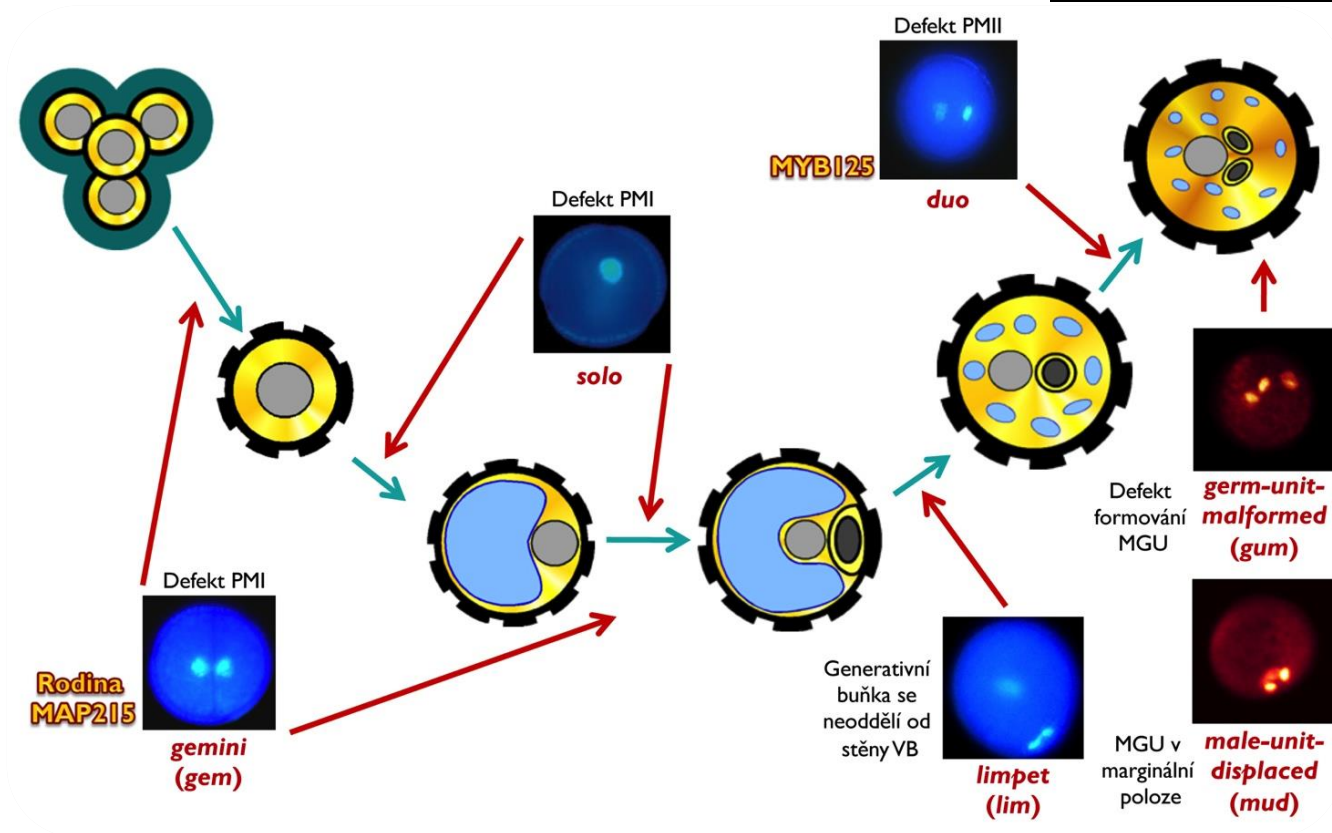 Defekt PMII
MYB125
duo
Defekt PMI
solo
Defekt PMI
Rodina
MAP215
gemini
(gem)
Generativní
buňka se
neoddělí od
stěny VB
limpet
(lim)
Defekt
formování
MGU
germ-unit-
malformed
(gum)
MGU v
marginální
poloze
male-unit-
displaced
(mud)